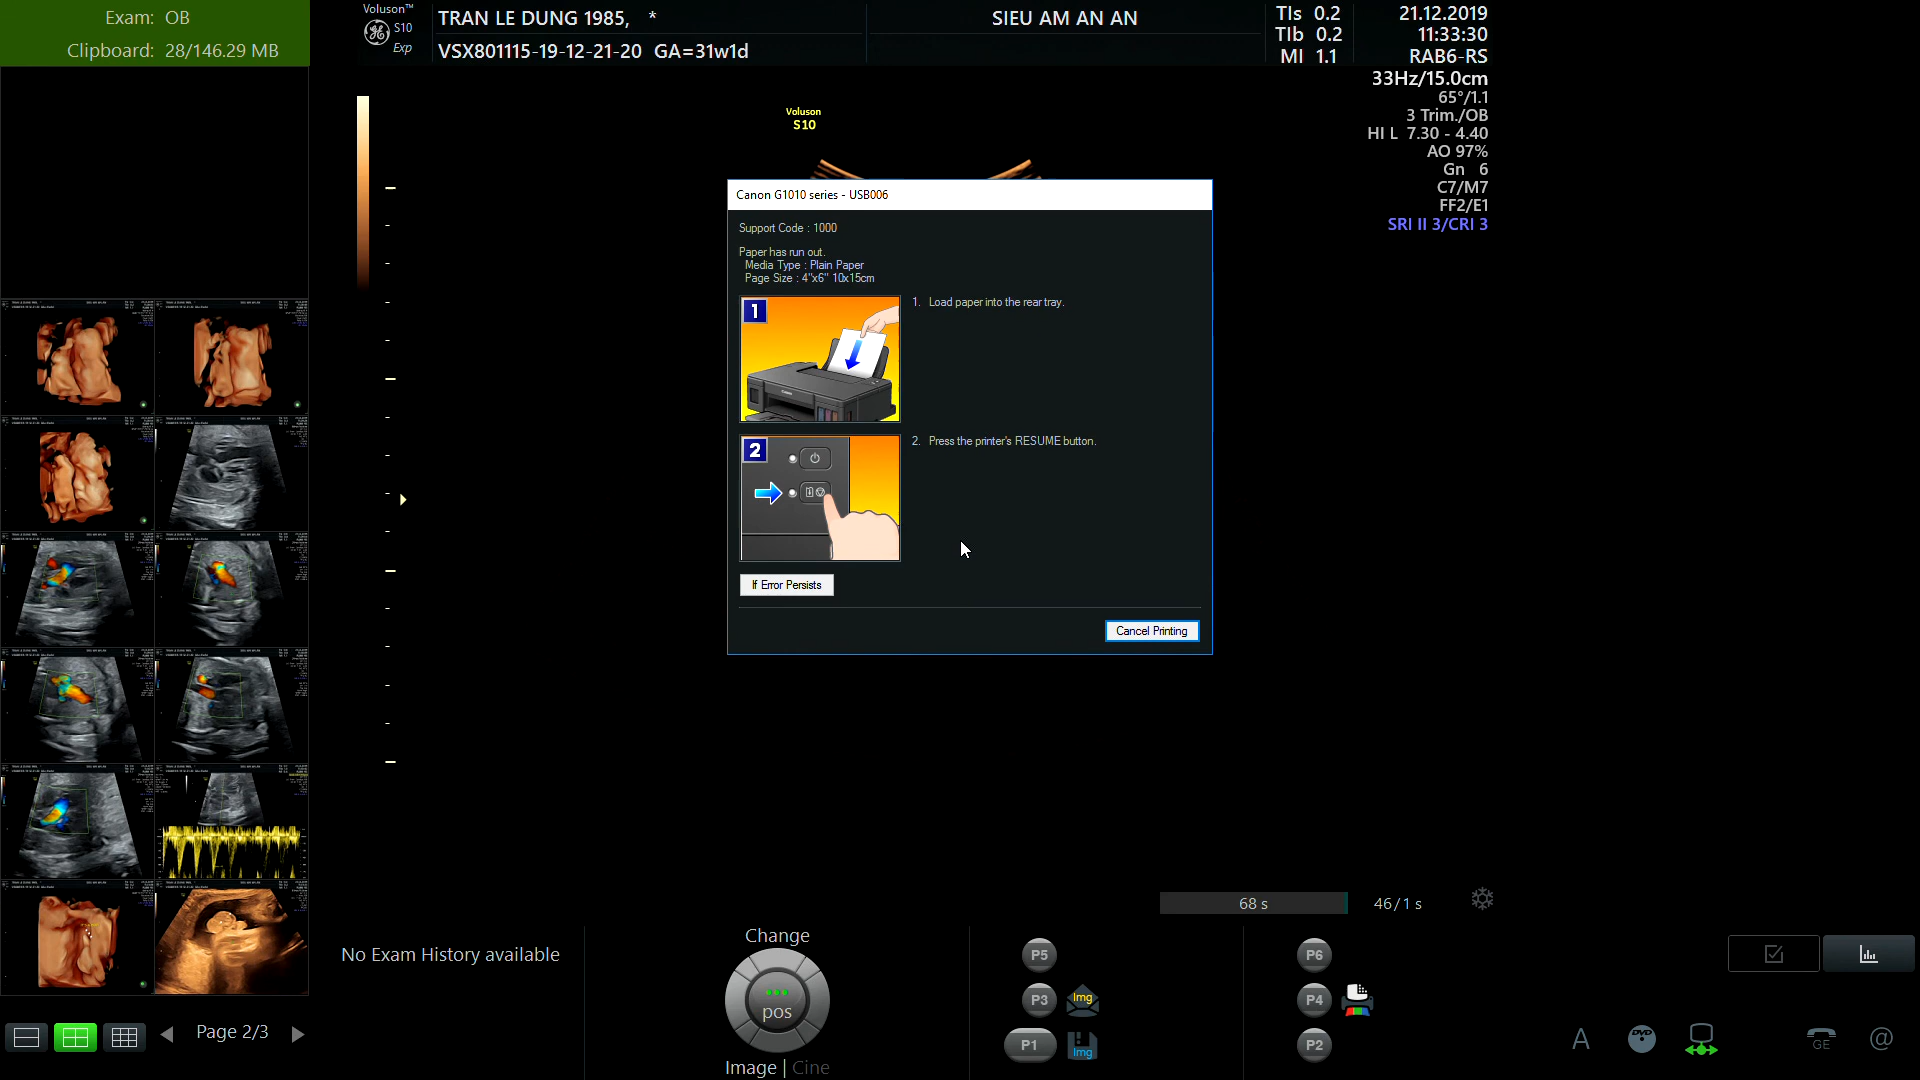 Exam: OB
Clipboard: 28/146.29 MB
Voluson™
S10
Exp
TRAN LE DUNG 1985, *
VSX801115-19-12-21-20 GA=31w1d
SIEU AM AN AN
TIs 0.2
TIb 0.2
MI 1.1
21.12.2019
11:33:30
RAB6-RS
33Hz/15.0cm
65°/1.1
3 Trim./OB
HI L 7.30 - 4.40
AO 97%
Gn 6
C7/M7
FF2/E1
SRI II 3/CRI 3
Voluson
S10
Canon G1010 series - USB006
Support Code : 1000
Paper has run out.
Media Type : Plain Paper
Page Size : 4"x6" 10x15cm
1
1. Load paper into the rear tray.
2
2. Press the printer's RESUME button.
If Error Persists
Cancel Printing
68 s
46/1 s
No Exam History available
Change
pos
Image | Cine
P5
P3
Img
P1
Img
P6
P4
P2
Page 2/3
A
DVD
GE
@